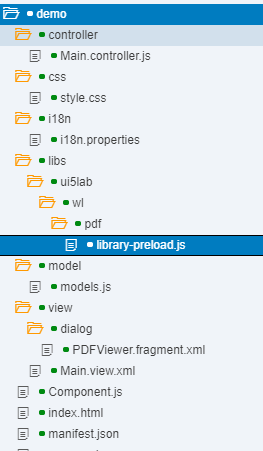 demo
controller
Main.controller.js
css
style.css
i18n
i18n.properties
libs
ui5lab
wl
pdf
library-preload.js
model
models.js
view
dialog
PDFViewer.fragment.xml
Main.view.xml
Component.js
index.html
manifest.json